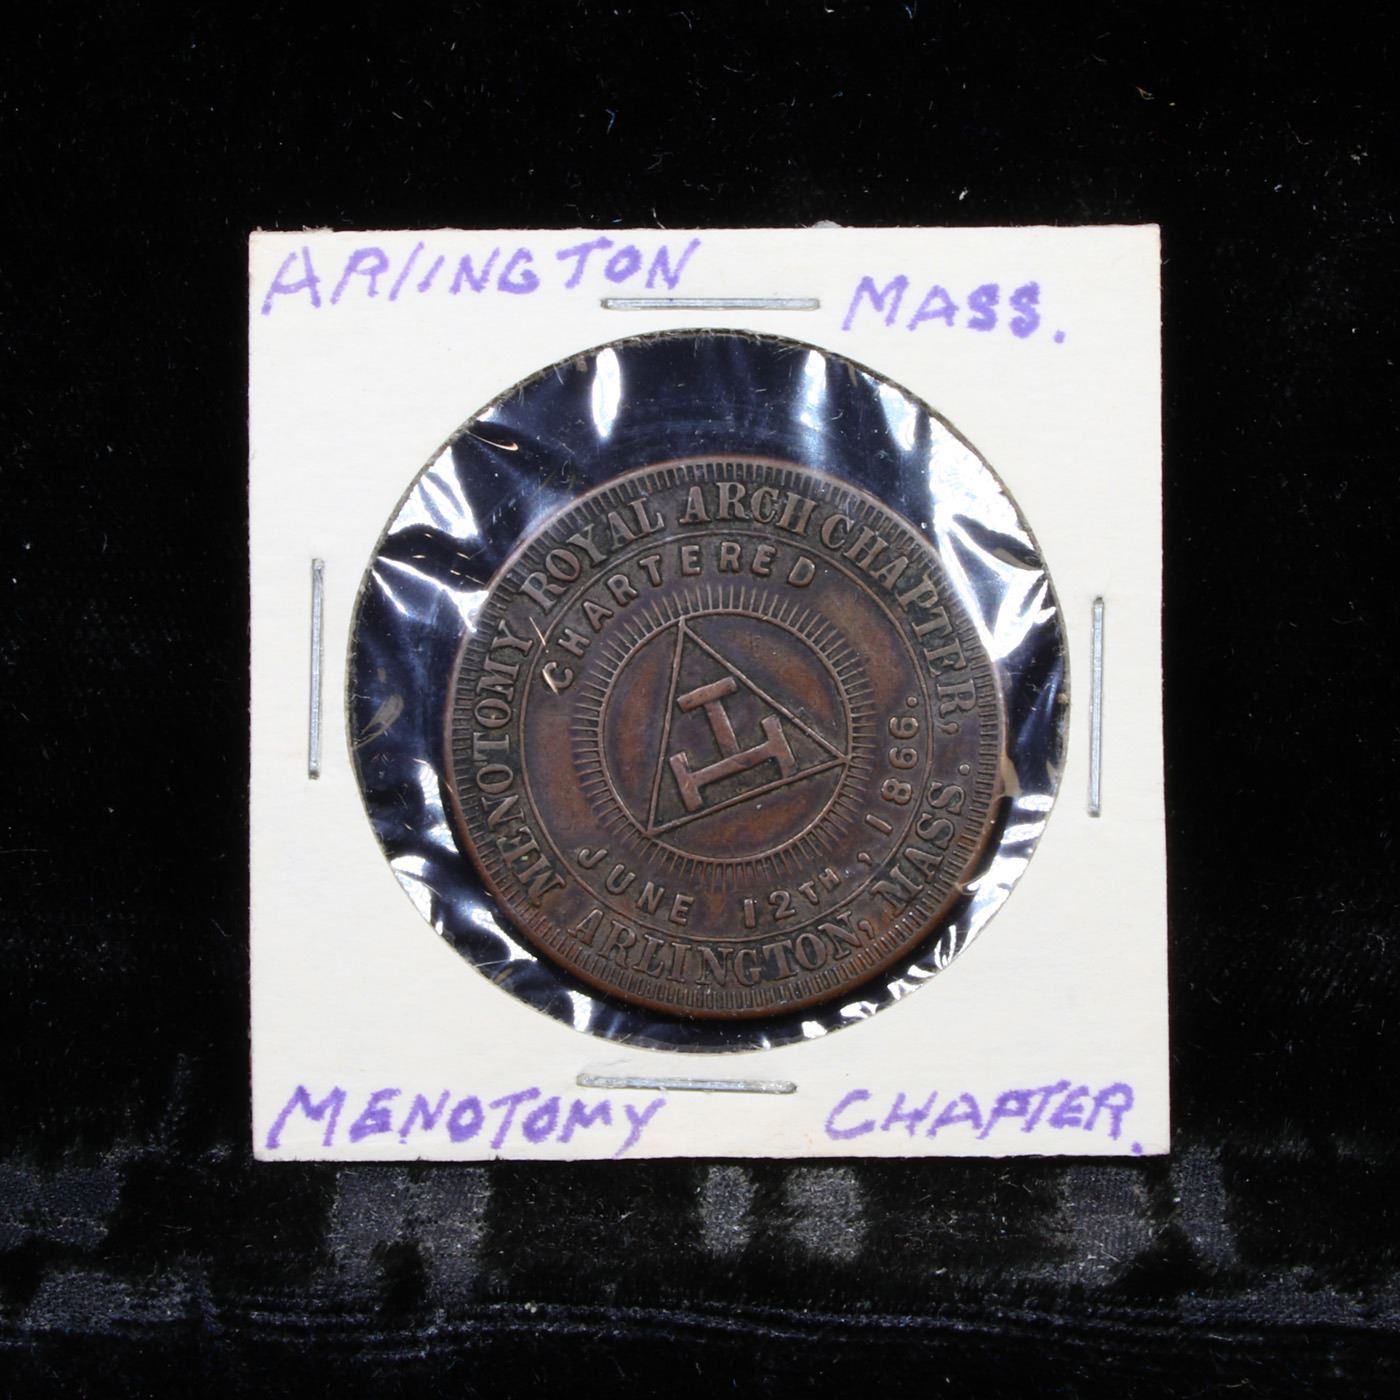 ARLINGTON MASS.
MENOTOMY ROYAL ARCH CHAPTER,
ARLINGTON, MASS.
CHARTERED
JUNE 12TH, 1866.
MENOTOMY CHAPTER.